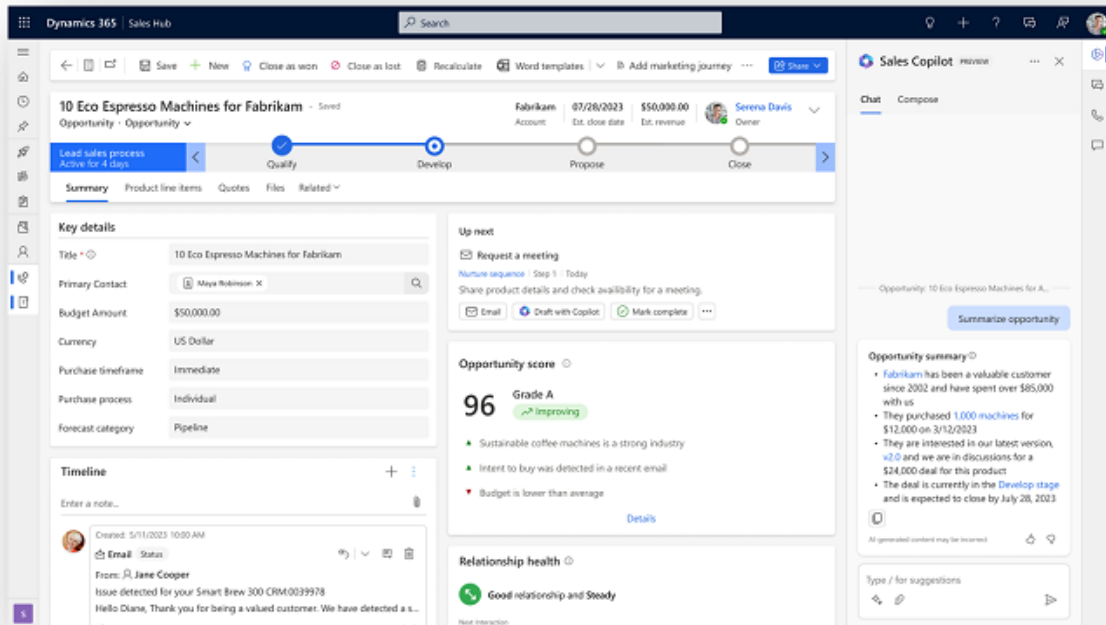 Dynamics 365 | Sales Hub
Search
Save
New
Close as won
Close as lost
Recalculate
Word templates
Add marketing journey
Share
10 Eco Espresso Machines for Fabrikam - Saved
Opportunity · Opportunity
Fabrikam
Account
07/28/2023
Est. close date
$50,000.00
Est. revenue
Serena Davis
Owner
Lead sales process
Active for 4 days
Qualify
Develop
Propose
Close
Summary
Product line items
Quotes
Files
Related
Key details
Title *
10 Eco Espresso Machines for Fabrikam
Primary Contact
Maya Robinson
Budget Amount
$50,000.00
Currency
US Dollar
Purchase timeframe
Immediate
Purchase process
Individual
Forecast category
Pipeline
Timeline
Enter a note...
Created: 5/11/2023 10:00 AM
Email Status
From: Jane Cooper
Issue detected for your Smart Brew 300 CRM:0039978
Hello Diane, Thank you for being a valued customer. We have detected a s...
Up next
Request a meeting
Nurture sequence | Step 1 | Today
Share product details and check availibility for a meeting.
Email
Draft with Copilot
Mark complete
Opportunity score
96
Grade A
Improving
Sustainable coffee machines is a strong industry
Intent to buy was detected in a recent email
Budget is lower than average
Details
Relationship health
Good relationship and Steady
Next Interaction
Sales Copilot PREVIEW
Chat
Compose
Opportunity: 10 Eco Espresso Machines for A...
Summarize opportunity
Opportunity summary
• Fabrikam has been a valuable customer
since 2002 and have spent over $85,000
with us
• They purchased 1,000 machines for
$12,000 on 3/12/2023
• They are interested in our latest version,
v2.0 and we are in discussions for a
$24,000 deal for this product
• The deal is currently in the Develop stage
and is expected to close by July 28, 2023
AI-generated content may be incorrect
Type / for suggestions
S